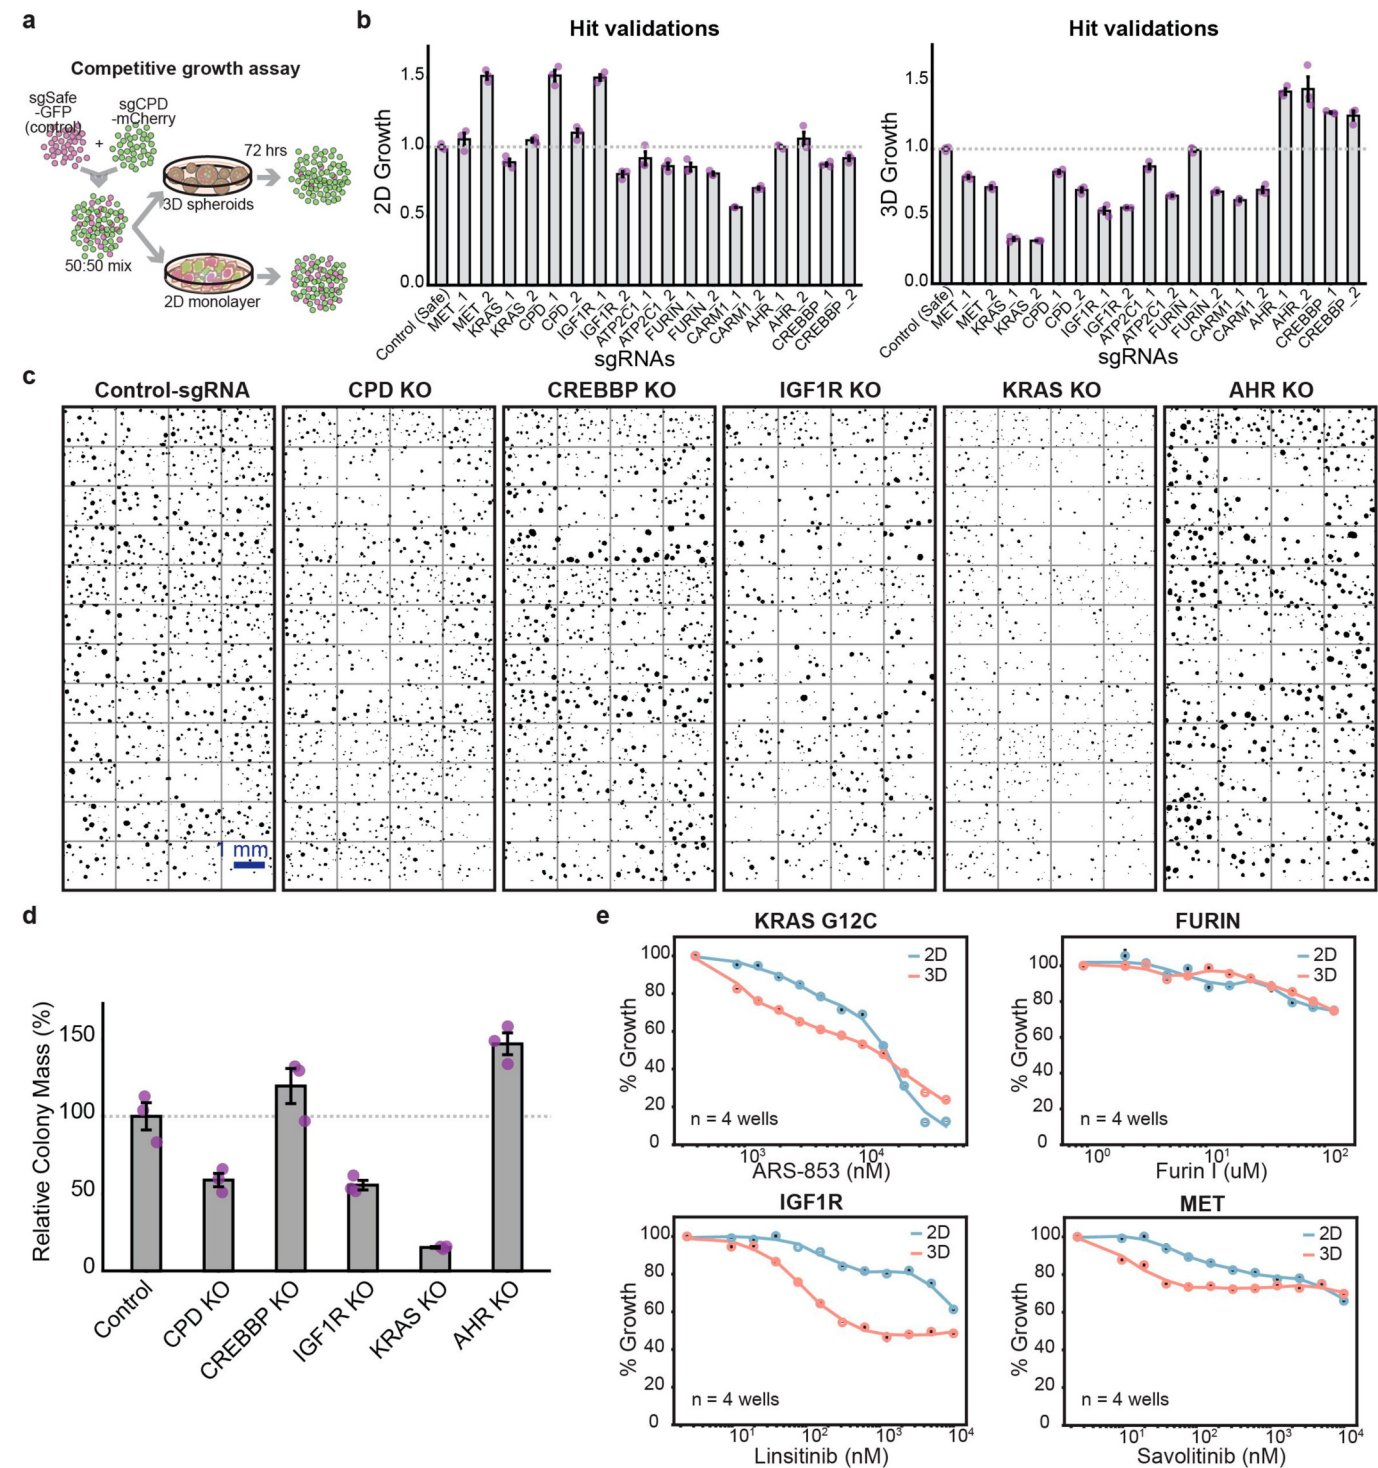 a
Competitive growth assay
sgSafe
-GFP
(control)
+
sgCPD
-mCherry
72 hrs
3D spheroids
50:50 mix
2D monolayer
b
Hit validations
2D Growth
1.5
1.0
0.5
0.0
Control (Safe)
MET_1
MET_2
KRAS_1
KRAS_2
CPD_1
CPD_2
IGF1R_1
IGF1R_2
ATP2C1_1
ATP2C1_2
FURIN_1
FURIN_2
CARM1_1
CARM1_2
AHR_1
AHR_2
CREBBP_1
CREBBP_2
sgRNAs
Hit validations
3D Growth
1.5
1.0
0.5
0.0
Control (Safe)
MET_1
MET_2
KRAS_1
KRAS_2
CPD_1
CPD_2
IGF1R_1
IGF1R_2
ATP2C1_1
ATP2C1_2
FURIN_1
FURIN_2
CARM1_1
CARM1_2
AHR_1
AHR_2
CREBBP_1
CREBBP_2
sgRNAs
c
Control-sgRNA
CPD KO
CREBBP KO
IGF1R KO
KRAS KO
AHR KO
1 mm
d
Relative Colony Mass (%)
150
100
50
0
Control
CPD KO
CREBBP KO
IGF1R KO
KRAS KO
AHR KO
e
KRAS G12C
% Growth
100
80
60
40
20
0
2D
3D
n = 4 wells
10³
10⁴
ARS-853 (nM)
FURIN
% Growth
100
80
60
40
20
0
2D
3D
n = 4 wells
10⁰
10¹
10²
Furin I (uM)
IGF1R
% Growth
100
80
60
40
20
0
2D
3D
n = 4 wells
10¹
10²
10³
10⁴
Linsitinib (nM)
MET
% Growth
100
80
60
40
20
0
2D
3D
n = 4 wells
10¹
10²
10³
10⁴
Savolitinib (nM)